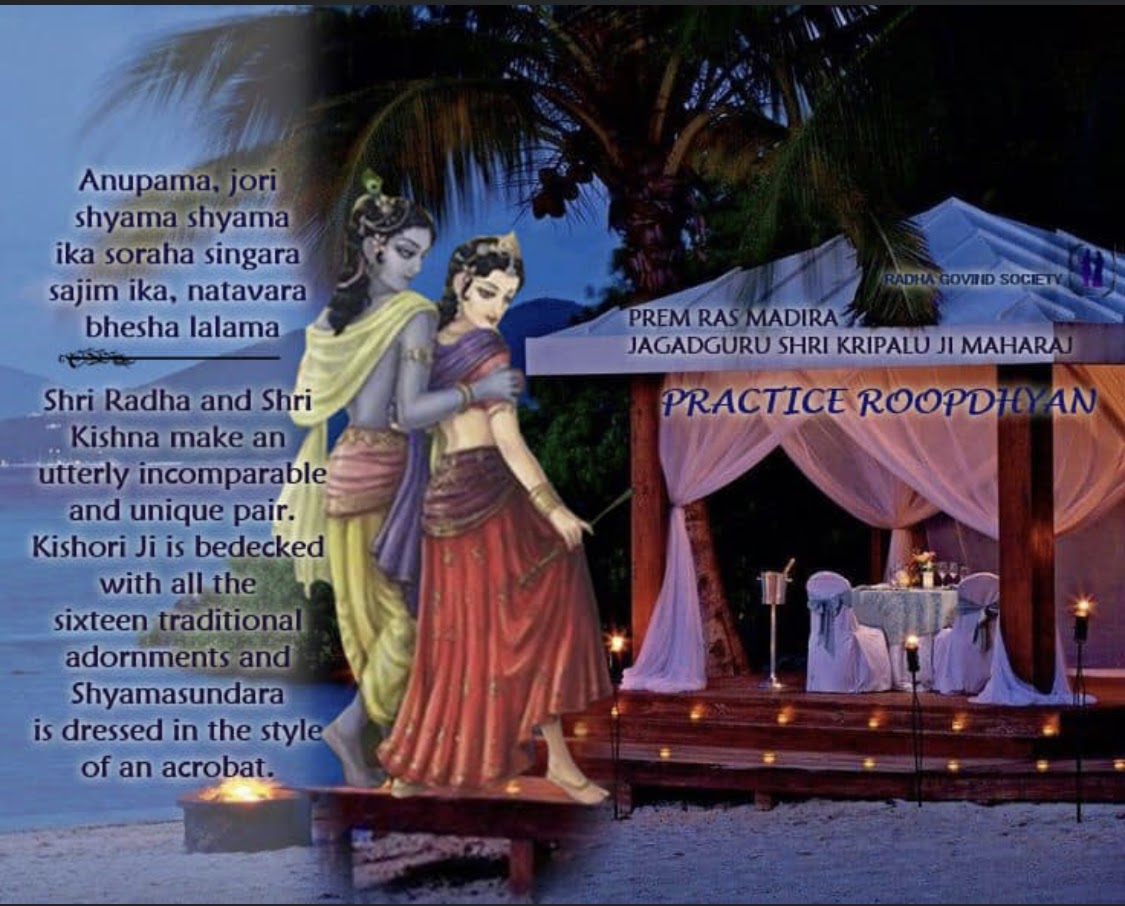 Anupama, jori
shyama shyama
ika soraha singara
sajim ika, natavara
bhesha lalama
Shri Radha and Shri
Kishna make an
utterly incomparable
and unique pair.
Kishori Ji is bedecked
with all the
sixteen traditional
adornments and
Shyamasundara
is dressed in the style
of an acrobat.
RADHA GOVIND SOCIETY
PREM RAS MADIRA
JAGADGURU SHRI KRIPALU JI MAHARAJ
PRACTICE ROOPDHYAN